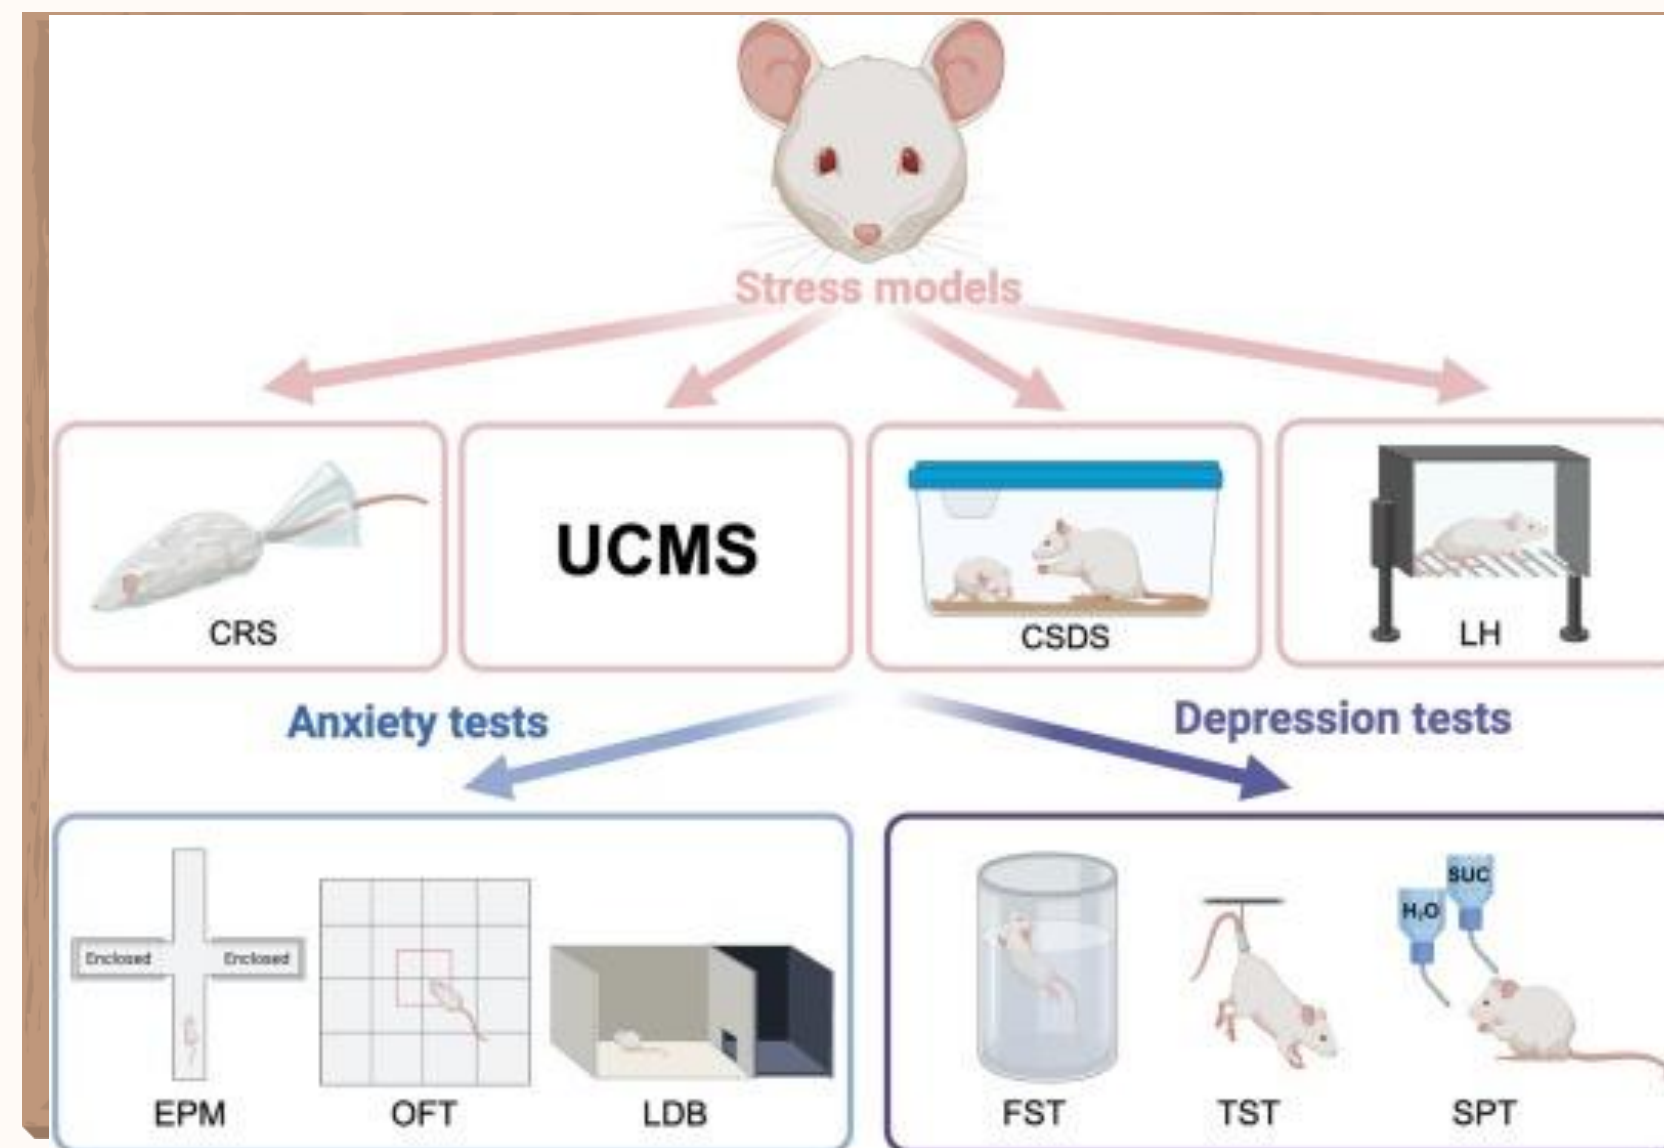 Stress models
CRS
UCMS
CSDS
LH
Anxiety tests
Depression tests
Enclosed
Enclosed
EPM
OFT
LDB
H₂O
SUC
FST
TST
SPT